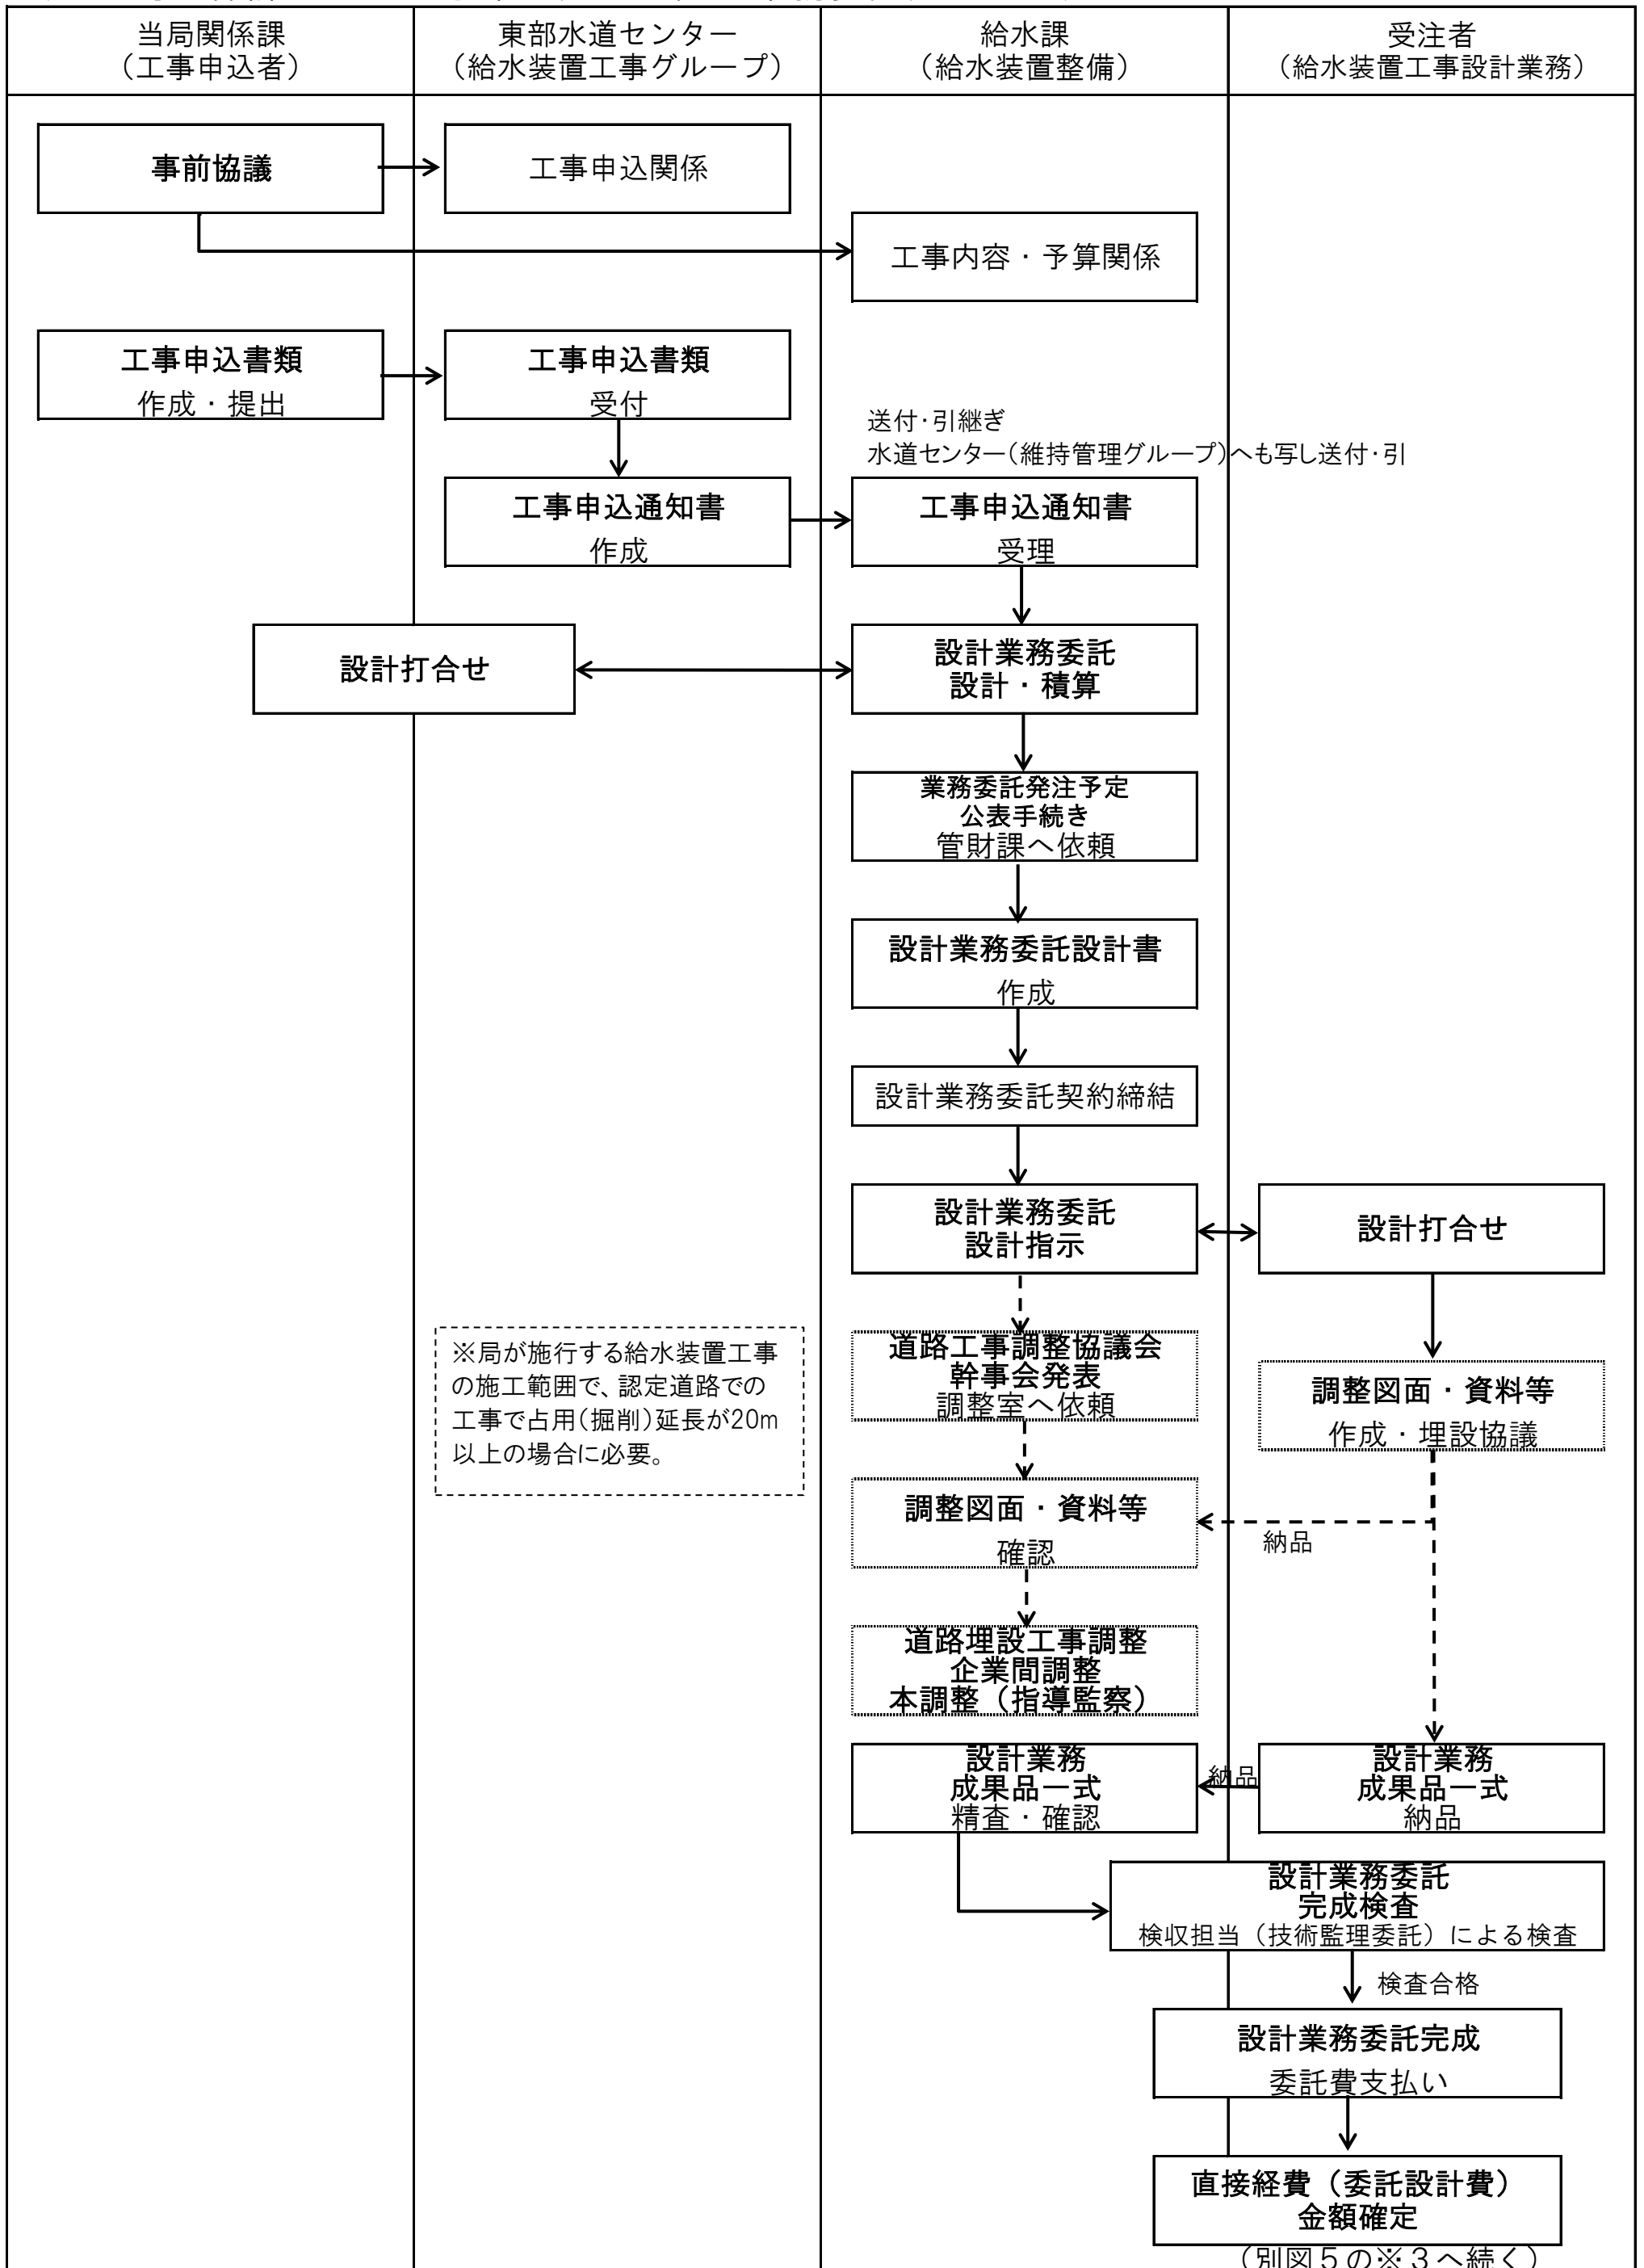 当局関係課
（工事申込者）
東部水道センター
（給水装置工事グループ）
給水課
（給水装置整備）
受注者
（給水装置工事設計業務）
事前協議
工事申込関係
工事内容・予算関係
工事申込書類
作成・提出
工事申込書類
受付
送付･引継ぎ
水道センター（維持管理グループ）へも写し送付･引
工事申込通知書
作成
工事申込通知書
受理
設計打合せ
設計業務委託
設計・積算
業務委託発注予定
公表手続き
管財課へ依頼
設計業務委託設計書
作成
設計業務委託契約締結
設計業務委託
設計指示
設計打合せ
※局が施行する給水装置工事
の施工範囲で、認定道路での
工事で占用（掘削）延長が20m
以上の場合に必要。
道路工事調整協議会
幹事会発表
調整室へ依頼
調整図面・資料等
作成・埋設協議
調整図面・資料等
確認
納品
道路埋設工事調整
企業間調整
本調整（指導監察）
設計業務
成果品一式
精査・確認
納品
設計業務
成果品一式
納品
設計業務委託
完成検査
検収担当（技術監理委託）による検査
検査合格
設計業務委託完成
委託費支払い
直接経費（委託設計費）
金額確定
（別図５の※３へ続く）